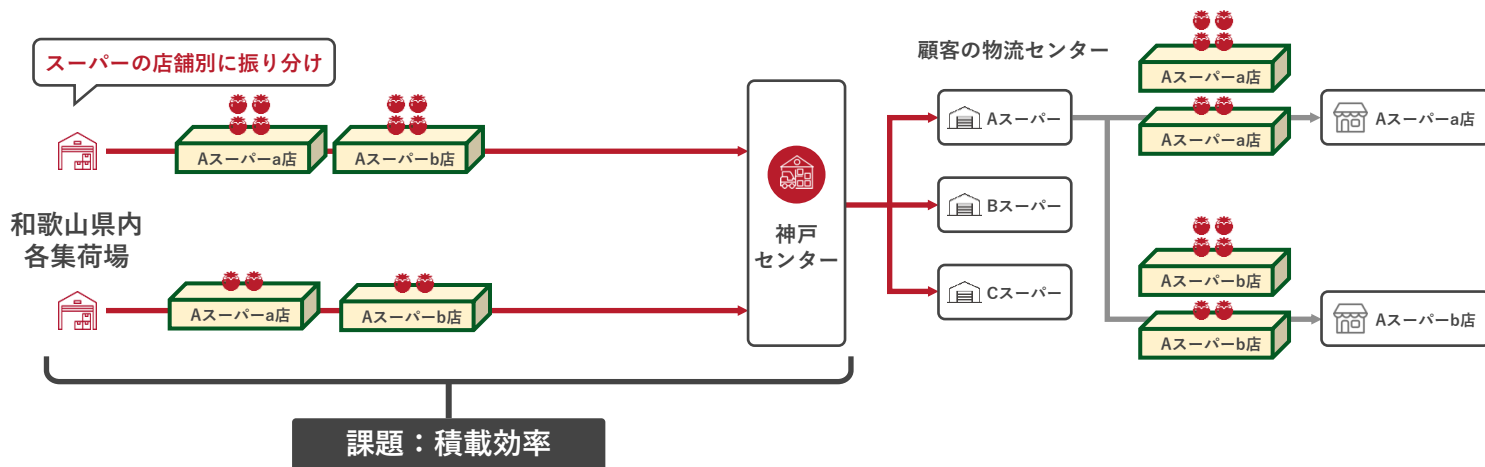 スーパーの店舗別に振り分け
Aスーパーa店
Aスーパーb店
和歌山県内
各集荷場
Aスーパーa店
Aスーパーb店
神戸
センター
課題：積載効率
顧客の物流センター
Aスーパー
Bスーパー
Cスーパー
Aスーパーa店
Aスーパーa店
Aスーパーa店
Aスーパーb店
Aスーパーb店
Aスーパーb店